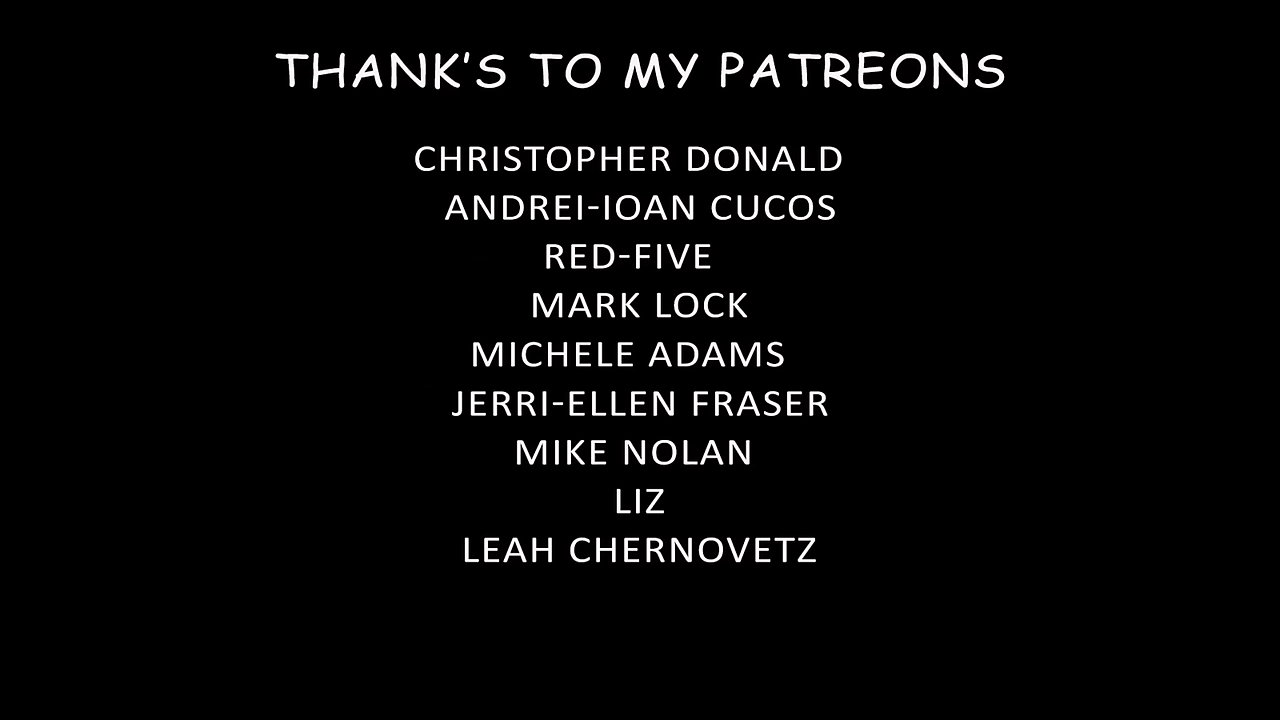 THANK'S TO MY PATREONS
CHRISTOPHER DONALD
ANDREI-IOAN CUCOS
RED-FIVE
MARK LOCK
MICHELE ADAMS
JERRI-ELLEN FRASER
MIKE NOLAN
LIZ
LEAH CHERNOVETZ